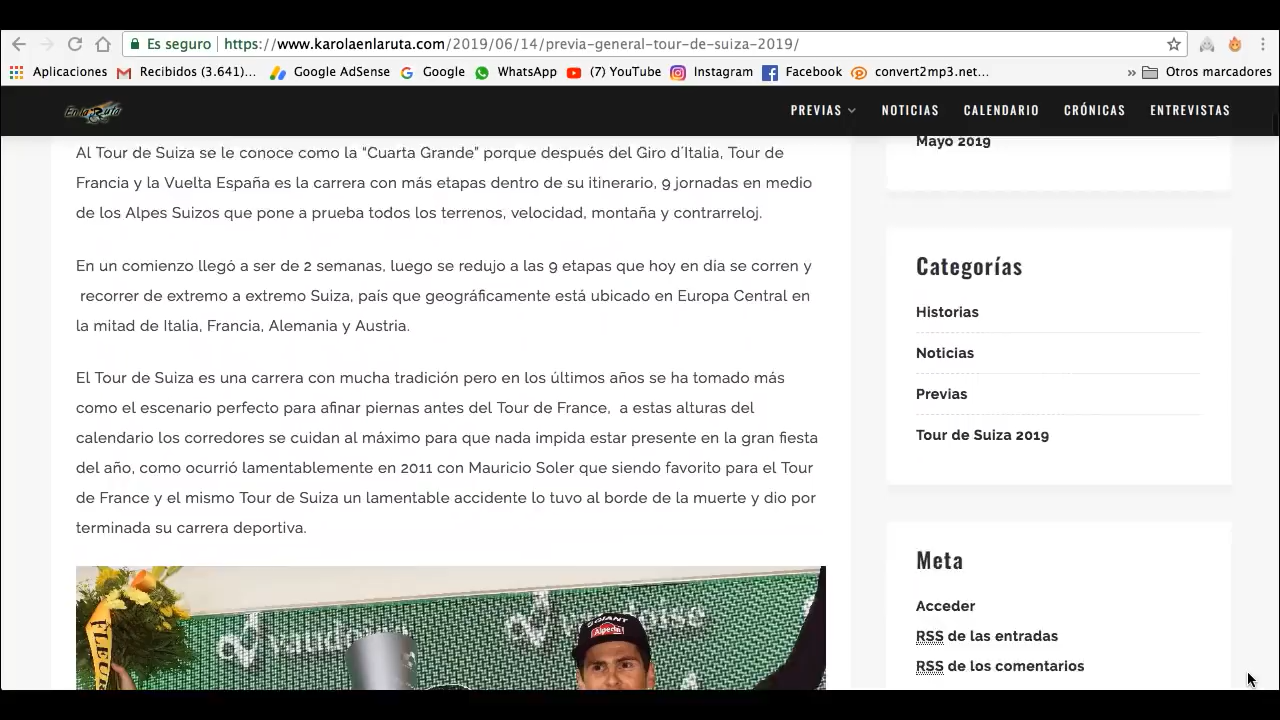 Es seguro
https://www.karolaenlaruta.com/2019/06/14/previa-general-tour-de-suiza-2019/
Aplicaciones
Recibidos (3.641)...
Google AdSense
Google
WhatsApp
(7) YouTube
Instagram
Facebook
convert2mp3.net...
»
Otros marcadores
En la Ruta
PREVIAS
NOTICIAS
CALENDARIO
CRÓNICAS
ENTREVISTAS
Al Tour de Suiza se le conoce como la “Cuarta Grande” porque después del Giro d´Italia, Tour de
Francia y la Vuelta España es la carrera con más etapas dentro de su itinerario, 9 jornadas en medio
de los Alpes Suizos que pone a prueba todos los terrenos, velocidad, montaña y contrarreloj.
En un comienzo llegó a ser de 2 semanas, luego se redujo a las 9 etapas que hoy en día se corren y
recorrer de extremo a extremo Suiza, país que geográficamente está ubicado en Europa Central en
la mitad de Italia, Francia, Alemania y Austria.
El Tour de Suiza es una carrera con mucha tradición pero en los últimos años se ha tomado más
como el escenario perfecto para afinar piernas antes del Tour de France,  a estas alturas del
calendario los corredores se cuidan al máximo para que nada impida estar presente en la gran fiesta
del año, como ocurrió lamentablemente en 2011 con Mauricio Soler que siendo favorito para el Tour
de France y el mismo Tour de Suiza un lamentable accidente lo tuvo al borde de la muerte y dio por
terminada su carrera deportiva.
vaudoise
vaudoise
FLEUR
GIANT
Alpecin
Mayo 2019
Categorías
Historias
Noticias
Previas
Tour de Suiza 2019
Meta
Acceder
RSS de las entradas
RSS de los comentarios